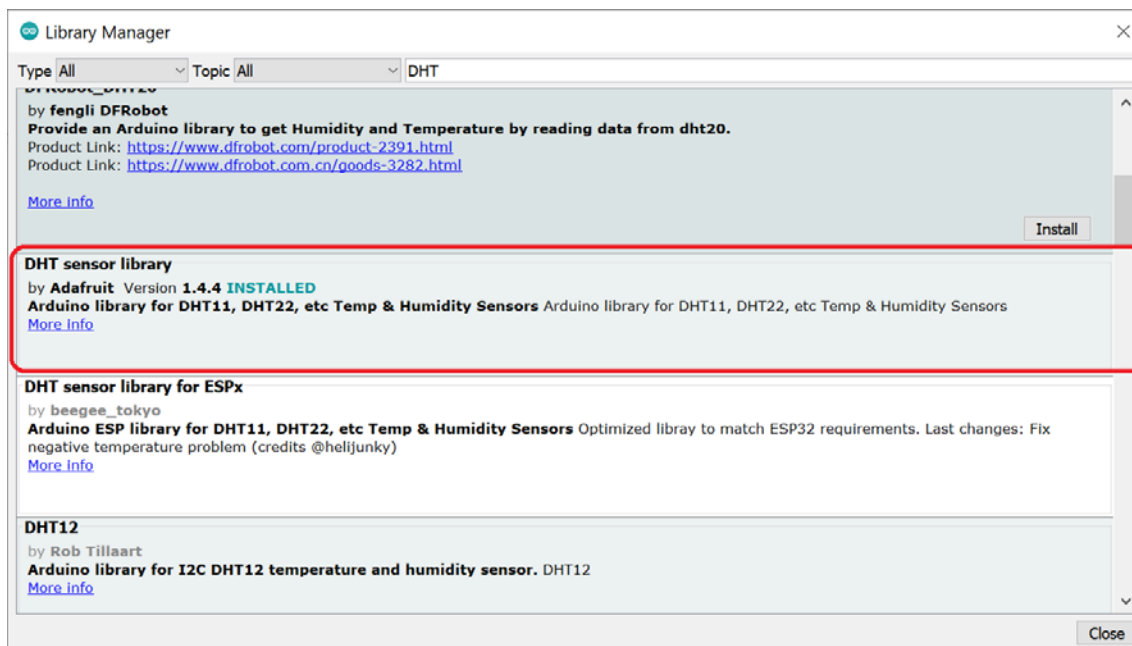 Library Manager
Type All Topic All DHT
DFRobot_DHT20
by fengli DFRobot
Provide an Arduino library to get Humidity and Temperature by reading data from dht20.
Product Link: https://www.dfrobot.com/product-2391.html
Product Link: https://www.dfrobot.com.cn/goods-3282.html
More info
Install
DHT sensor library
by Adafruit Version 1.4.4 INSTALLED
Arduino library for DHT11, DHT22, etc Temp & Humidity Sensors Arduino library for DHT11, DHT22, etc Temp & Humidity Sensors
More info
DHT sensor library for ESPx
by beegee_tokyo
Arduino ESP library for DHT11, DHT22, etc Temp & Humidity Sensors Optimized libray to match ESP32 requirements. Last changes: Fix
negative temperature problem (credits @helijunky)
More info
DHT12
by Rob Tillaart
Arduino library for I2C DHT12 temperature and humidity sensor. DHT12
More info
Close